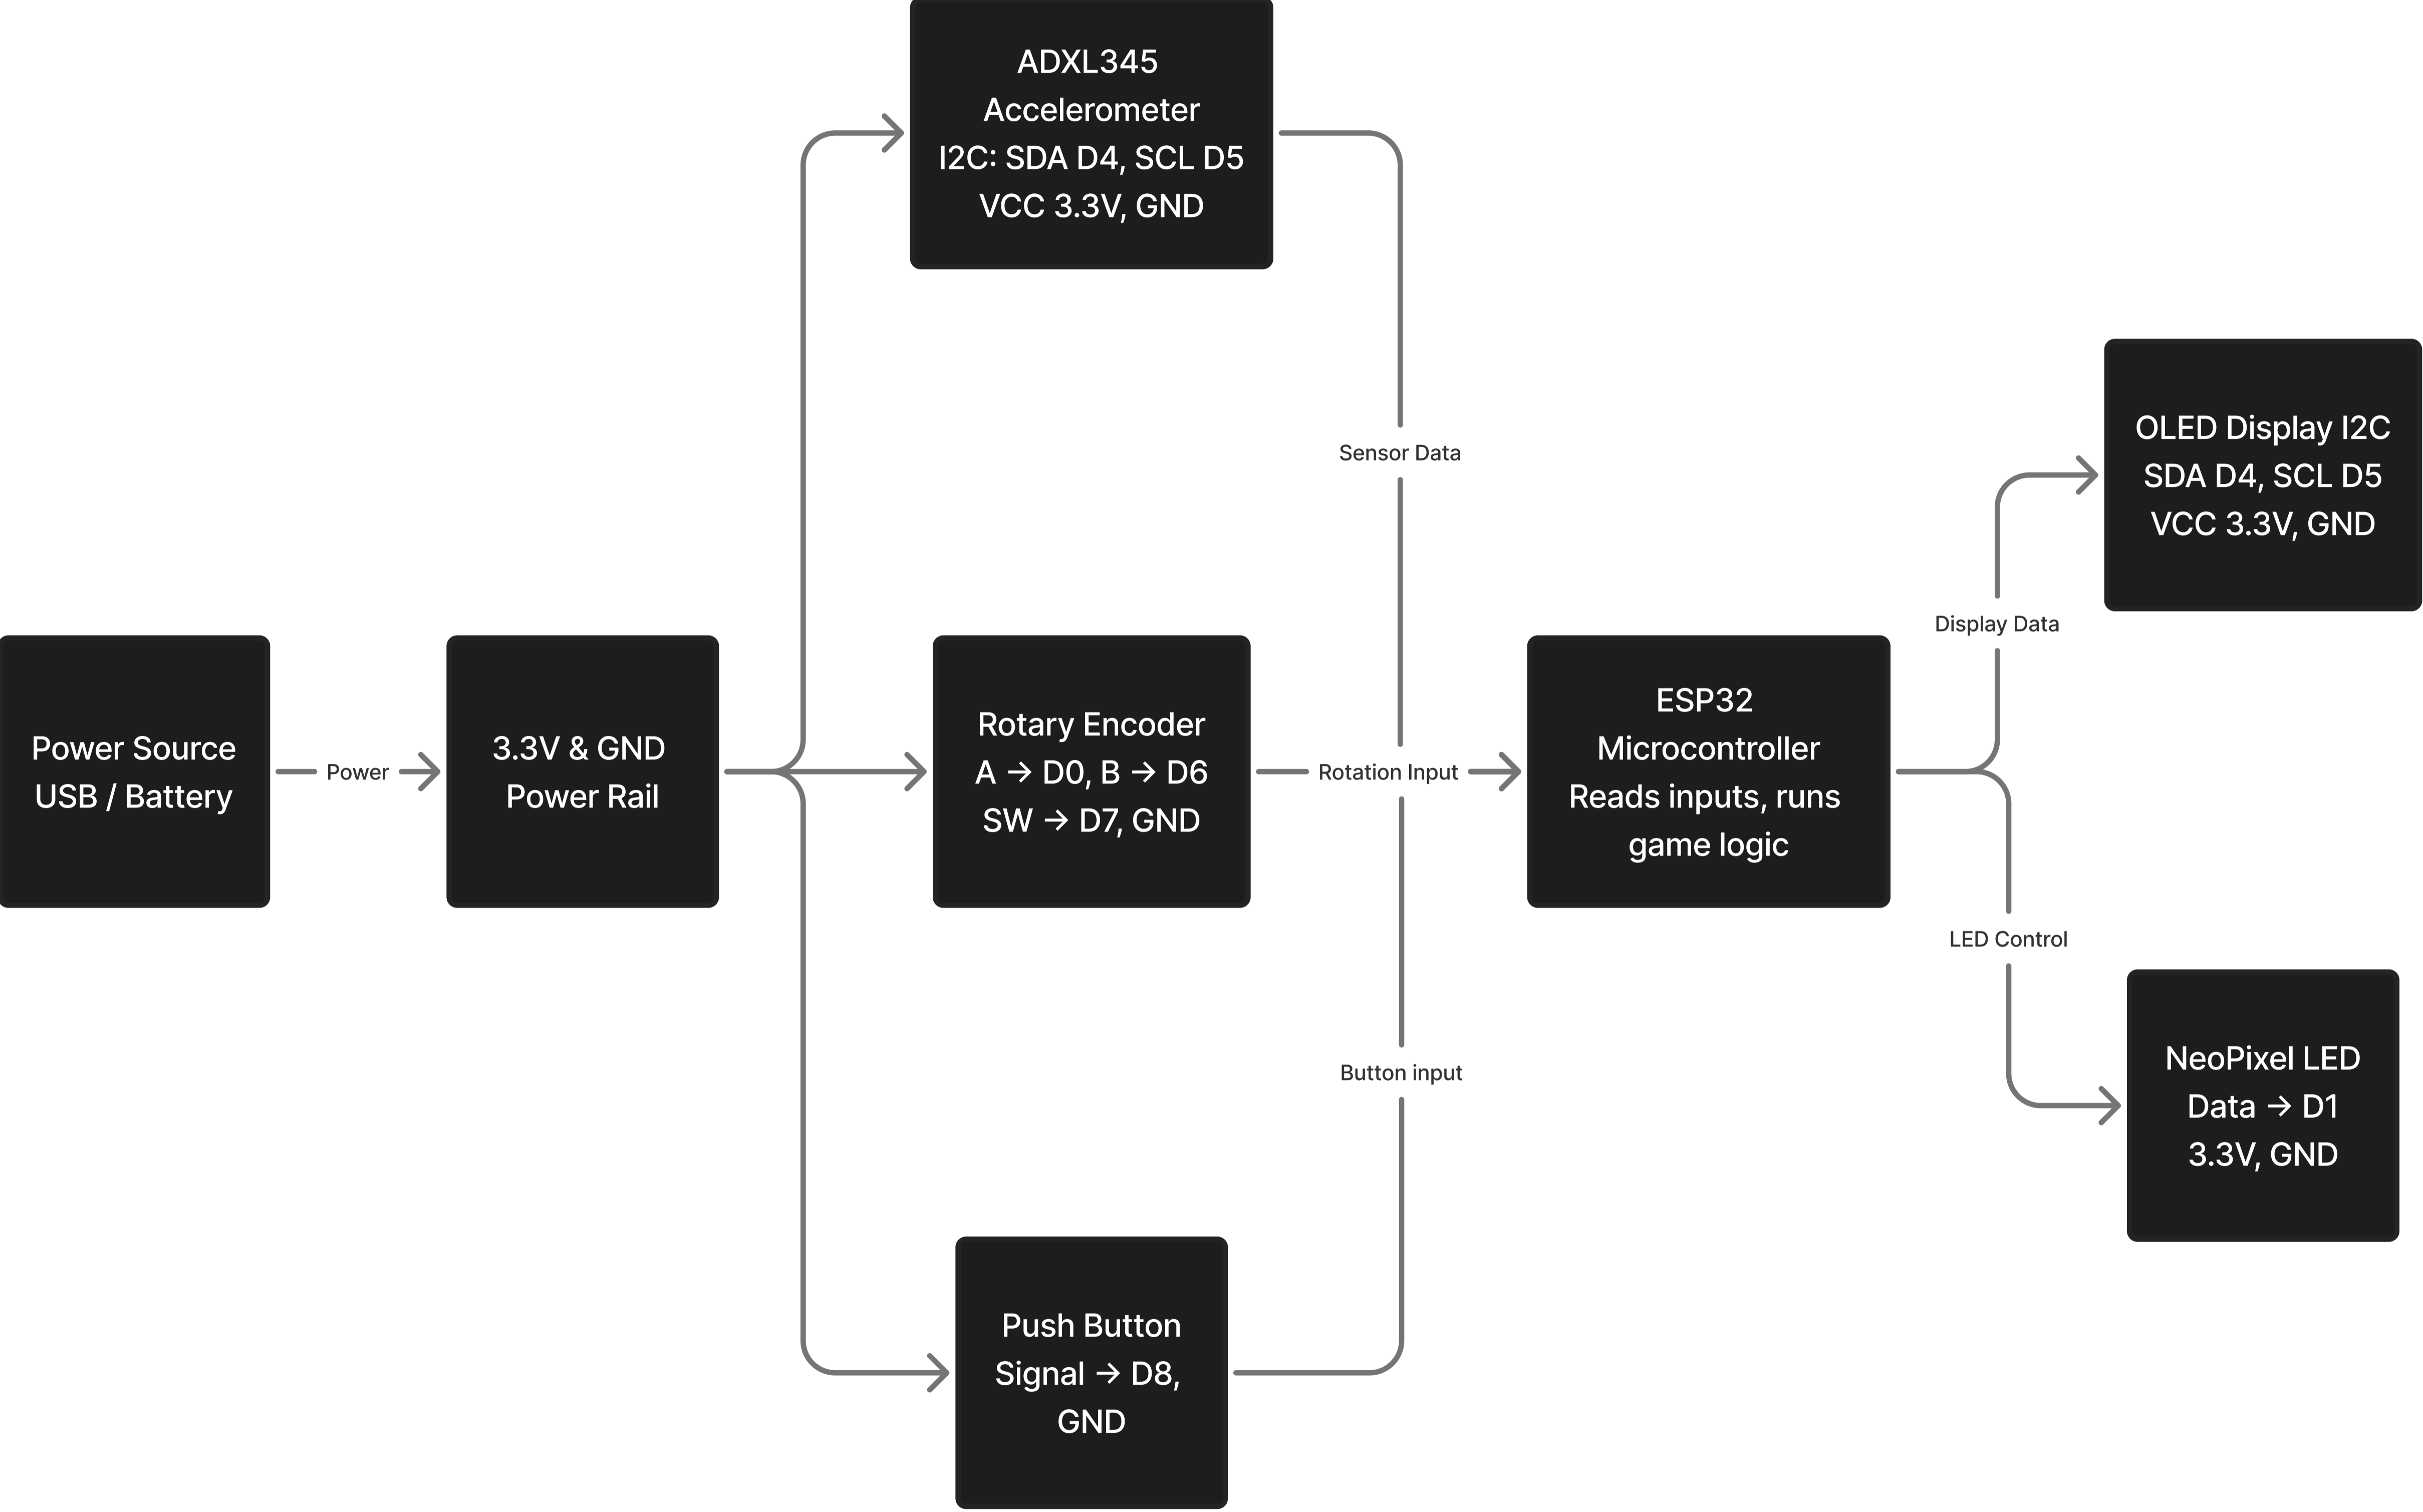 ADXL345
Accelerometer
I2C: SDA D4, SCL D5
VCC 3.3V, GND
Sensor Data
OLED Display I2C
SDA D4, SCL D5
VCC 3.3V, GND
Display Data
Power Source
USB / Battery
Power
3.3V & GND
Power Rail
Rotary Encoder
A → D0, B → D6
SW → D7, GND
Rotation Input
ESP32
Microcontroller
Reads inputs, runs
game logic
LED Control
NeoPixel LED
Data → D1
3.3V, GND
Button input
Push Button
Signal → D8,
GND